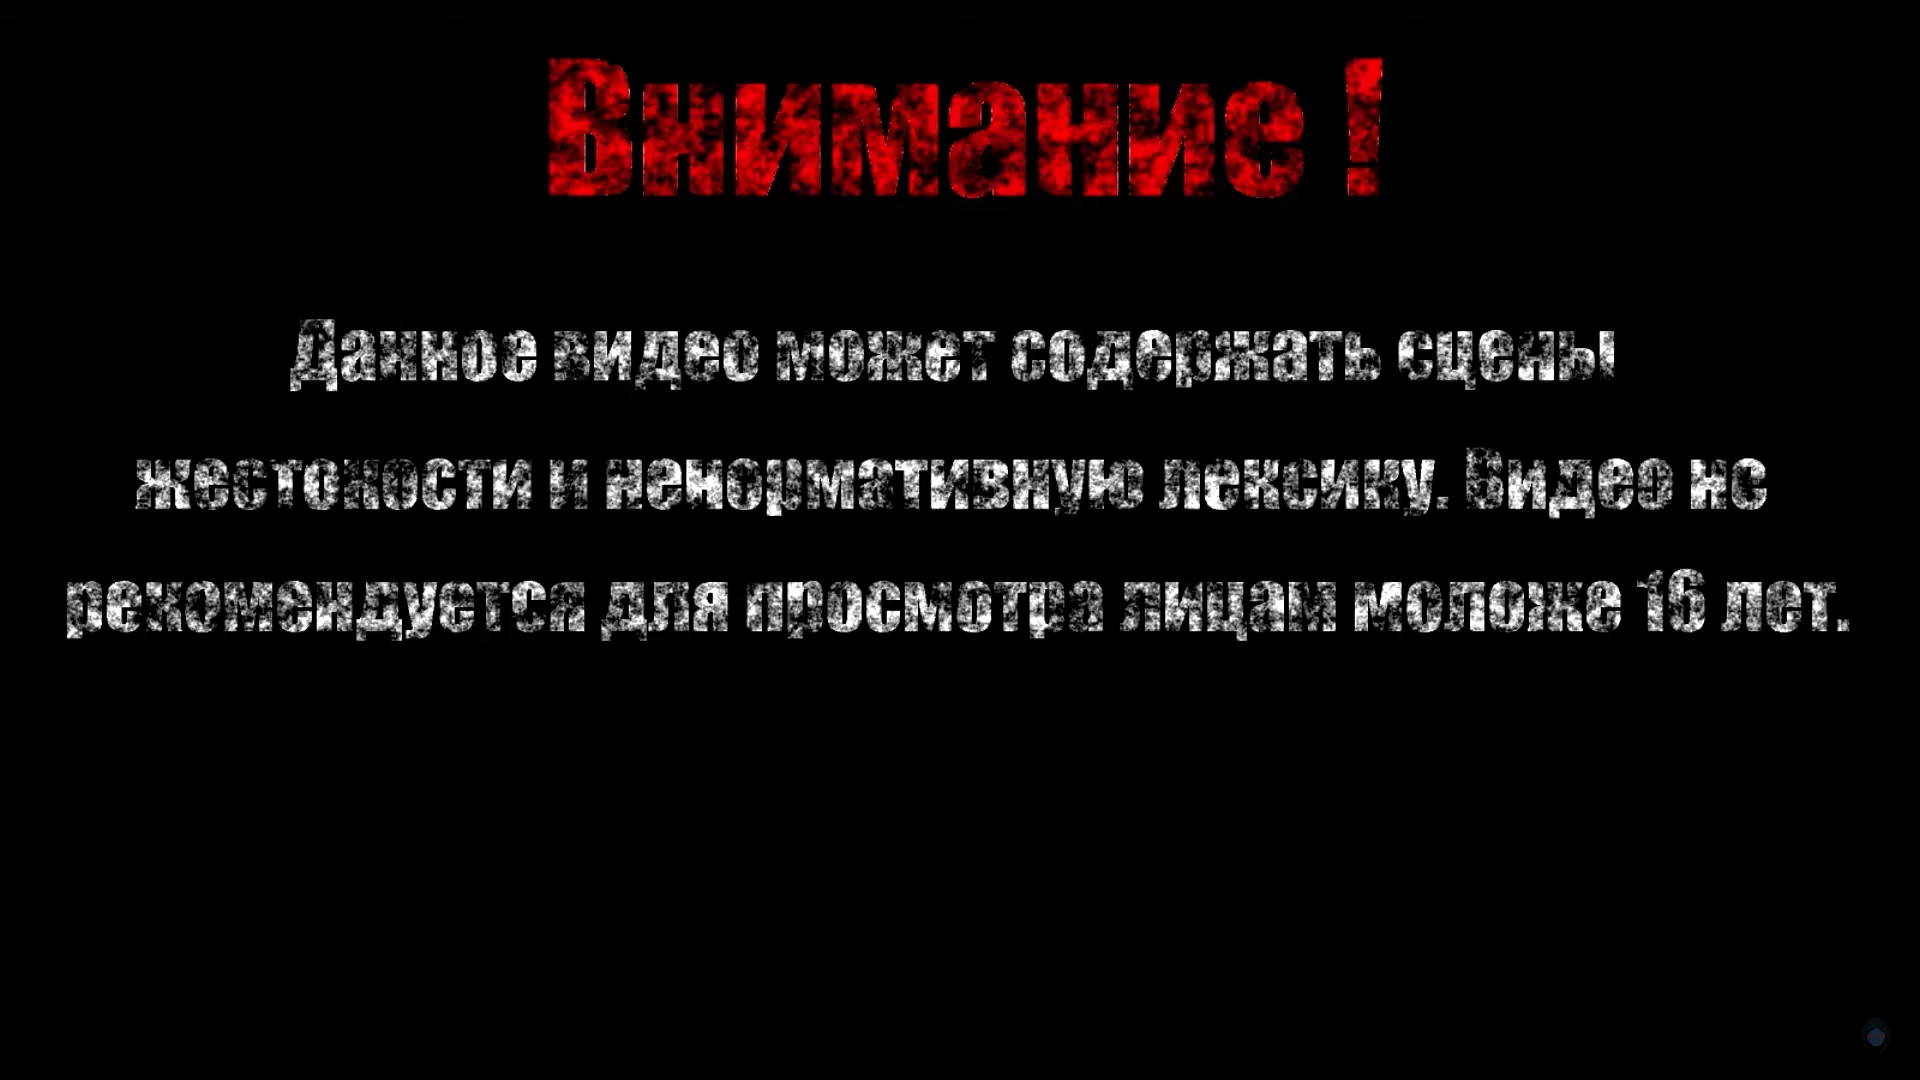 Внимание !
Данное видео может содержать сцены
жестокости и ненормативную лексику. Видео не
рекомендуется для просмотра лицам моложе 16 лет.